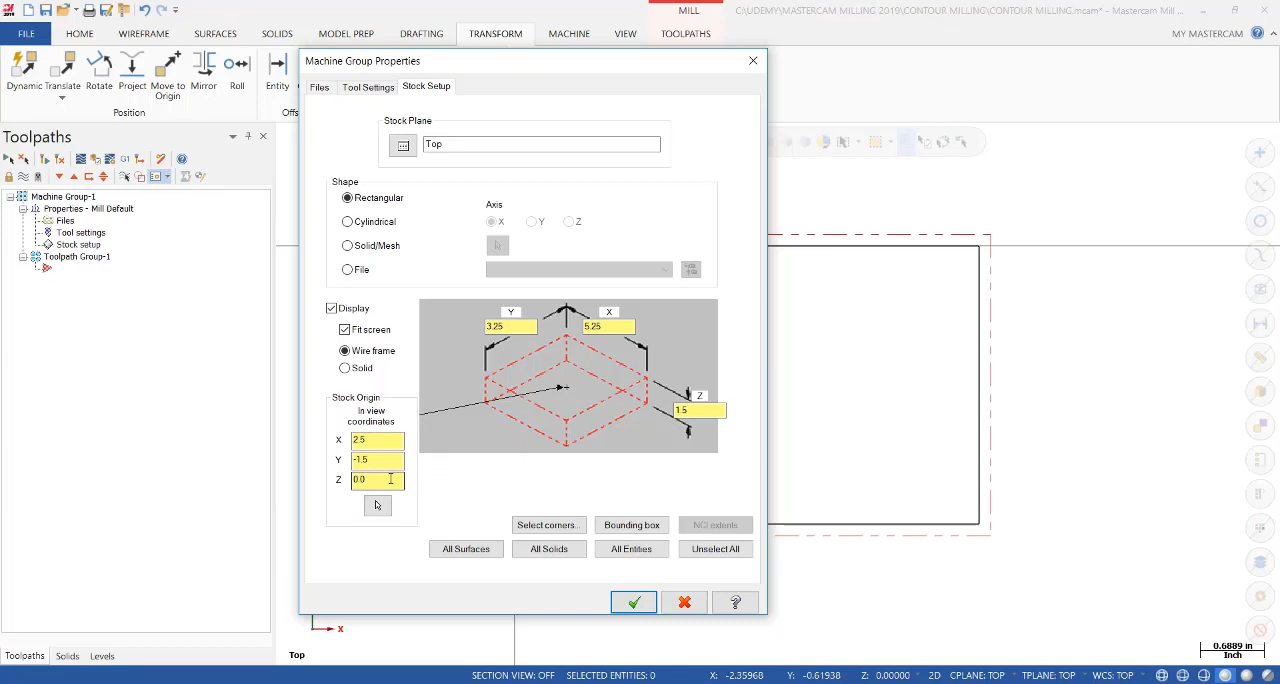 2019
MILL
C:\UDEMY\MASTERCAM MILLING 2019\CONTOUR MILLING\CONTOUR MILLING.mcam* - Mastercam Mill ...
FILE
HOME
WIREFRAME
SURFACES
SOLIDS
MODEL PREP
DRAFTING
TRANSFORM
MACHINE
VIEW
TOOLPATHS
MY MASTERCAM
Dynamic
Translate
Rotate
Project
Move to
Origin
Mirror
Roll
Entity
Position
Offs
Machine Group Properties
Files
Tool Settings
Stock Setup
Stock Plane
Top
Shape
Rectangular
Cylindrical
Solid/Mesh
File
Axis
X
Y
Z
Display
Fit screen
Wire frame
Solid
Y
3.25
X
5.25
Z
1.5
Stock Origin
In view
coordinates
X
2.5
Y
-1.5
Z
0.0
Select corners...
Bounding box
NCI extents
All Surfaces
All Solids
All Entities
Unselect All
Toolpaths
G1
Machine Group-1
Properties - Mill Default
Files
Tool settings
Stock setup
Toolpath Group-1
Toolpaths
Solids
Levels
X
Top
0.6889 in
Inch
SECTION VIEW: OFF
SELECTED ENTITIES: 0
X: -2.35968
Y: -0.61938
Z: 0.00000
2D
CPLANE: TOP
TPLANE: TOP
WCS: TOP